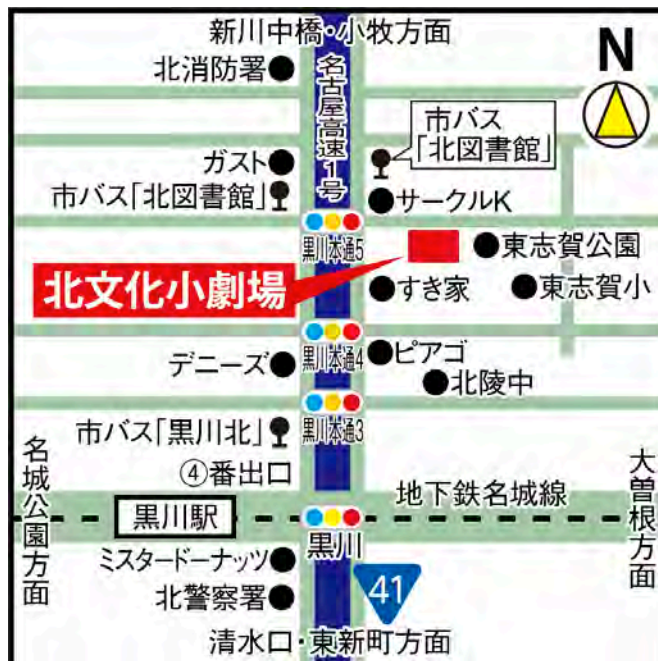 新川中橋・小牧方面
N
北消防署
名古屋高速1号
市バス
「北図書館」
ガスト
市バス「北図書館」
サークルK
黒川本通5
東志賀公園
北文化小劇場
すき家
東志賀小
黒川本通4
ピアゴ
デニーズ
北陵中
市バス「黒川北」
黒川本通3
名城公園方面
④番出口
地下鉄名城線
大曽根方面
黒川駅
黒川
ミスタードーナッツ
北警察署
41
清水口・東新町方面